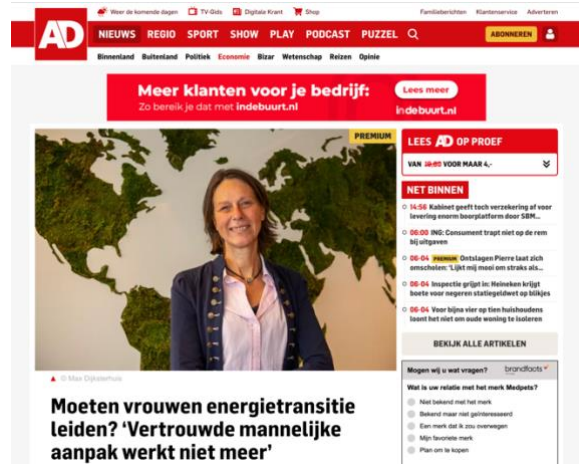 Weer de komende dagen TV-Gids Digitale Krant Shop Familieberichten Klantenservice Adverteren
AD NIEUWS REGIO SPORT SHOW PLAY PODCAST PUZZEL ABONNEREN
Binnenland Buitenland Politiek Economie Bizar Wetenschap Reizen Opinie
Meer klanten voor je bedrijf:
Zo bereik je dat met indebuurt.nl
Lees meer
indebuurt.nl
PREMIUM
© Max Dijksterhuis
Moeten vrouwen energietransitie
leiden? ‘Vertrouwde mannelijke
aanpak werkt niet meer’
LEES AD OP PROEF
VOOR MAAR 4,-
NET BINNEN
14:56 Kabinet geeft toch verzekering af voor
levering enorm boorplatform door SBM...
06:00 ING: Consument trapt niet op de rem
bij uitgaven
06-04 PREMIUM Ontslagen Pierre laat zich
omscholen: ‘Lijkt mij mooi om straks als...
06-04 Inspectie grijpt in: Heineken krijgt
boete voor negeren statiegeldwet op blikjes
06-04 Voor bijna vier op tien huishoudens
loont het niet om oude woning te isoleren
BEKIJK ALLE ARTIKELEN
Mogen wij u wat vragen?
Wat is uw relatie met het merk Medpets?
Niet bekend met het merk
Bekend maar niet geïnteresseerd
Een merk dat ik zou overwegen
Mijn favoriete merk
Plan om te kopen